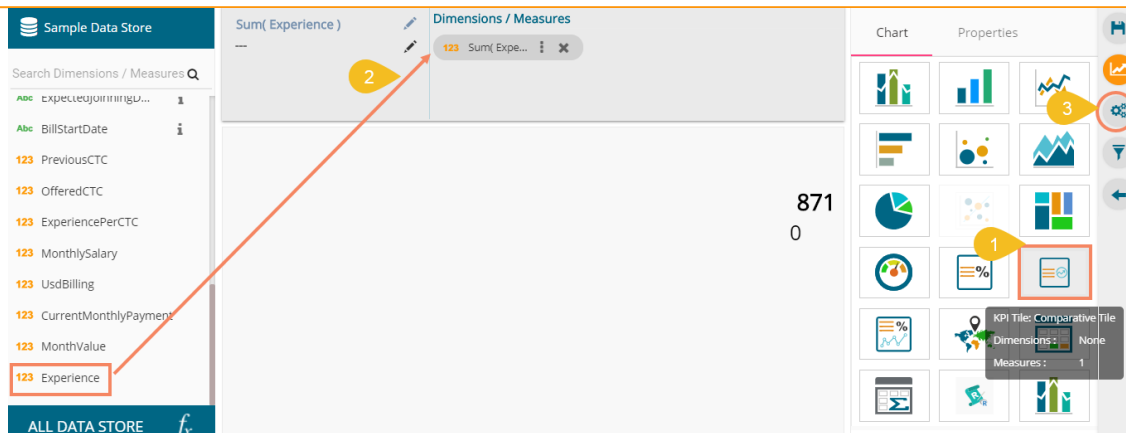 Sample Data Store
Search Dimensions / Measures
Abc ExpectedJoinningD... i
Abc BillStartDate i
123 PreviousCTC
123 OfferedCTC
123 ExperiencePerCTC
123 MonthlySalary
123 UsdBilling
123 CurrentMonthlyPayment
123 MonthValue
123 Experience
ALL DATA STORE fx
Sum( Experience )
---
2
Dimensions / Measures
123 Sum( Expe...
871
0
Chart Properties
3
1
%
%
KPI Tile: Comparative Tile
Dimensions : None
Measures : 1
Σ
R